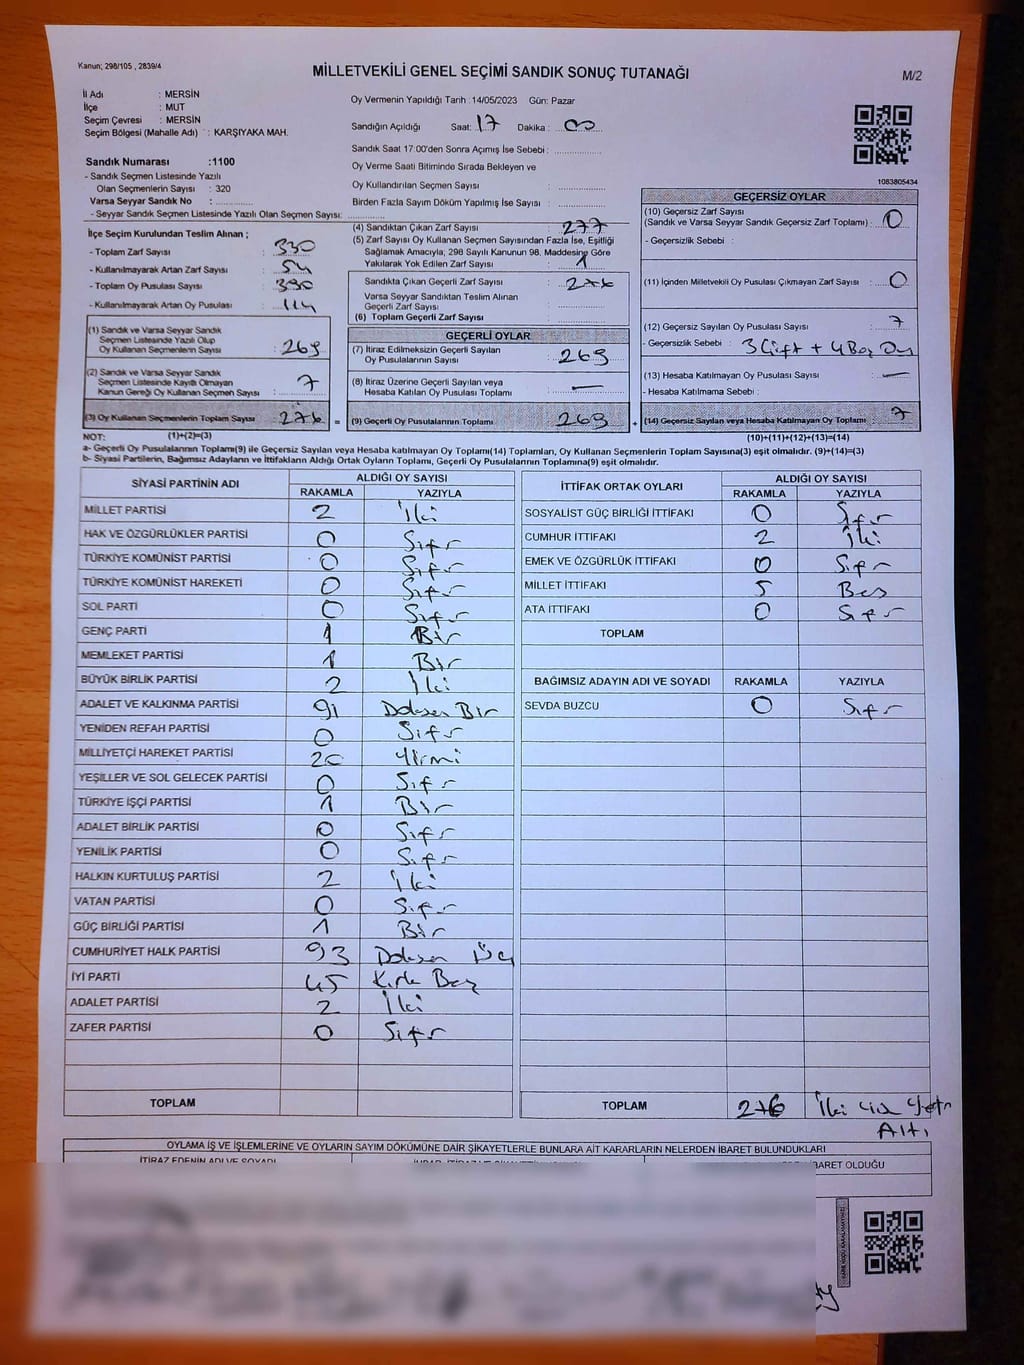 Kanun; 298/105 , 2839/4
MİLLETVEKİLİ GENEL SEÇİMİ SANDIK SONUÇ TUTANAĞI
M/2
İl Adı : MERSİN
İlçe : MUT
Seçim Çevresi : MERSİN
Seçim Bölgesi (Mahalle Adı) : KARŞIYAKA MAH.
Sandık Numarası :1100
- Sandık Seçmen Listesinde Yazılı
Olan Seçmenlerin Sayısı : 320
Varsa Seyyar Sandık No :
- Seyyar Sandık Seçmen Listesinde Yazılı Olan Seçmen Sayısı:
Oy Vermenin Yapıldığı Tarih :14/05/2023 Gün: Pazar
Sandığın Açıldığı Saat: 17 Dakika : 00
Sandık Saat 17:00'den Sonra Açımış İse Sebebi :
Oy Verme Saati Bitiminde Sırada Bekleyen ve
Oy Kullandırılan Seçmen Sayısı :
Birden Fazla Sayım Döküm Yapılmış İse Sayısı :
1083805434
İlçe Seçim Kurulundan Teslim Alınan ;
- Toplam Zarf Sayısı : 330
- Kullanılmayarak Artan Zarf Sayısı : 54
- Toplam Oy Pusulası Sayısı : 390
- Kullanılmayarak Artan Oy Pusulası : 114
(4) Sandıktan Çıkan Zarf Sayısı : 277
(5) Zarf Sayısı Oy Kullanan Seçmen Sayısından Fazla İse, Eşitliği
Sağlamak Amacıyla, 298 Sayılı Kanunun 98. Maddesine Göre
Yakılarak Yok Edilen Zarf Sayısı : 1
Sandıkta Çıkan Geçerli Zarf Sayısı : 276
Varsa Seyyar Sandıktan Teslim Alınan
Geçerli Zarf Sayısı :
(6) Toplam Geçerli Zarf Sayısı :
GEÇERSİZ OYLAR
(10) Geçersiz Zarf Sayısı
(Sandık ve Varsa Seyyar Sandık Geçersiz Zarf Toplamı) : 0
- Geçersizlik Sebebi :
(11) İçinden Milletvekili Oy Pusulası Çıkmayan Zarf Sayısı : 0
(12) Geçersiz Sayılan Oy Pusulası Sayısı : 7
- Geçersizlik Sebebi : 3 Çift + 4 Boş Oy
(13) Hesaba Katılmayan Oy Pusulası Sayısı : —
- Hesaba Katılmama Sebebi :
(14) Geçersiz Sayılan veya Hesaba Katılmayan Oy Toplamı : 7
(10)+(11)+(12)+(13)=(14)
(1) Sandık ve Varsa Seyyar Sandık
Seçmen Listesinde Yazılı Olup
Oy Kullanan Seçmenlerin Sayısı : 269
(2) Sandık ve Varsa Seyyar Sandık
Seçmen Listesinde Kayıtlı Olmayan
Kanun Gereği Oy Kullanan Seçmen Sayısı : 7
(3) Oy Kullanan Seçmenlerin Toplam Sayısı : 276
GEÇERLİ OYLAR
(7) İtiraz Edilmeksizin Geçerli Sayılan
Oy Pusulalarının Sayısı : 269
(8) İtiraz Üzerine Geçerli Sayılan veya
Hesaba Katılan Oy Pusulası Toplamı : —
= (9) Geçerli Oy Pusulalarının Toplamı : 269 +
NOT: (1)+(2)=(3)
a- Geçerli Oy Pusulalarının Toplamı(9) ile Geçersiz Sayılan veya Hesaba katılmayan Oy Toplamı(14) Toplamları, Oy Kullanan Seçmenlerin Toplam Sayısına(3) eşit olmalıdır. (9)+(14)=(3)
b- Siyasi Partilerin, Bağımsız Adayların ve İttifakların Aldığı Ortak Oyların Toplamı, Geçerli Oy Pusulalarının Toplamına(9) eşit olmalıdır.
SİYASİ PARTİNİN ADI ALDIĞI OY SAYISI
RAKAMLA YAZIYLA
MİLLET PARTİSİ 2 İki
HAK VE ÖZGÜRLÜKLER PARTİSİ 0 Sıfır
TÜRKİYE KOMÜNİST PARTİSİ 0 Sıfır
TÜRKİYE KOMÜNİST HAREKETİ 0 Sıfır
SOL PARTİ 0 Sıfır
GENÇ PARTİ 1 Bir
MEMLEKET PARTİSİ 1 Bir
BÜYÜK BİRLİK PARTİSİ 2 İki
ADALET VE KALKINMA PARTİSİ 91 Doksan Bir
YENİDEN REFAH PARTİSİ 0 Sıfır
MİLLİYETÇİ HAREKET PARTİSİ 20 Yirmi
YEŞİLLER VE SOL GELECEK PARTİSİ 0 Sıfır
TÜRKİYE İŞÇİ PARTİSİ 1 Bir
ADALET BİRLİK PARTİSİ 0 Sıfır
YENİLİK PARTİSİ 0 Sıfır
HALKIN KURTULUŞ PARTİSİ 2 İki
VATAN PARTİSİ 0 Sıfır
GÜÇ BİRLİĞİ PARTİSİ 1 Bir
CUMHURİYET HALK PARTİSİ 93 Doksan Üç
İYİ PARTİ 45 Kırk Beş
ADALET PARTİSİ 2 İki
ZAFER PARTİSİ 0 Sıfır
TOPLAM
İTTİFAK ORTAK OYLARI ALDIĞI OY SAYISI
RAKAMLA YAZIYLA
SOSYALİST GÜÇ BİRLİĞİ İTTİFAKI 0 Sıfır
CUMHUR İTTİFAKI 2 İki
EMEK VE ÖZGÜRLÜK İTTİFAKI 0 Sıfır
MİLLET İTTİFAKI 5 Beş
ATA İTTİFAKI 0 Sıfır
TOPLAM
BAĞIMSIZ ADAYIN ADI VE SOYADI RAKAMLA YAZIYLA
SEVDA BUZCU 0 Sıfır
TOPLAM 276 İki Yüz Yetm
Altı
OYLAMA İŞ VE İŞLEMLERİNE VE OYLARIN SAYIM DÖKÜMÜNE DAİR ŞİKAYETLERLE BUNLARA AİT KARARLARIN NELERDEN İBARET BULUNDUKLARI
İTİRAZ EDENİN ADI VE SOYADI
İBARET OLDUĞU